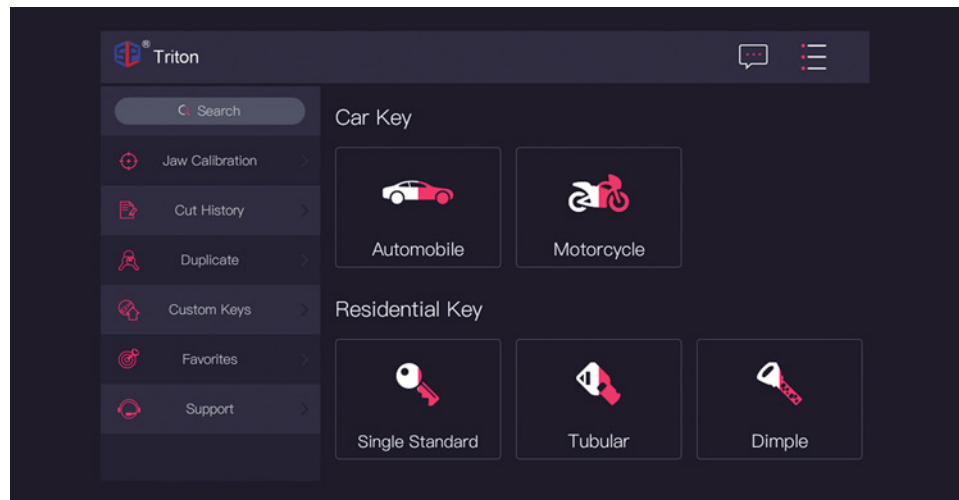 ® Triton
Search
Jaw Calibration
Cut History
Duplicate
Custom Keys
Favorites
Support
Car Key
Automobile
Motorcycle
Residential Key
Single Standard
Tubular
Dimple